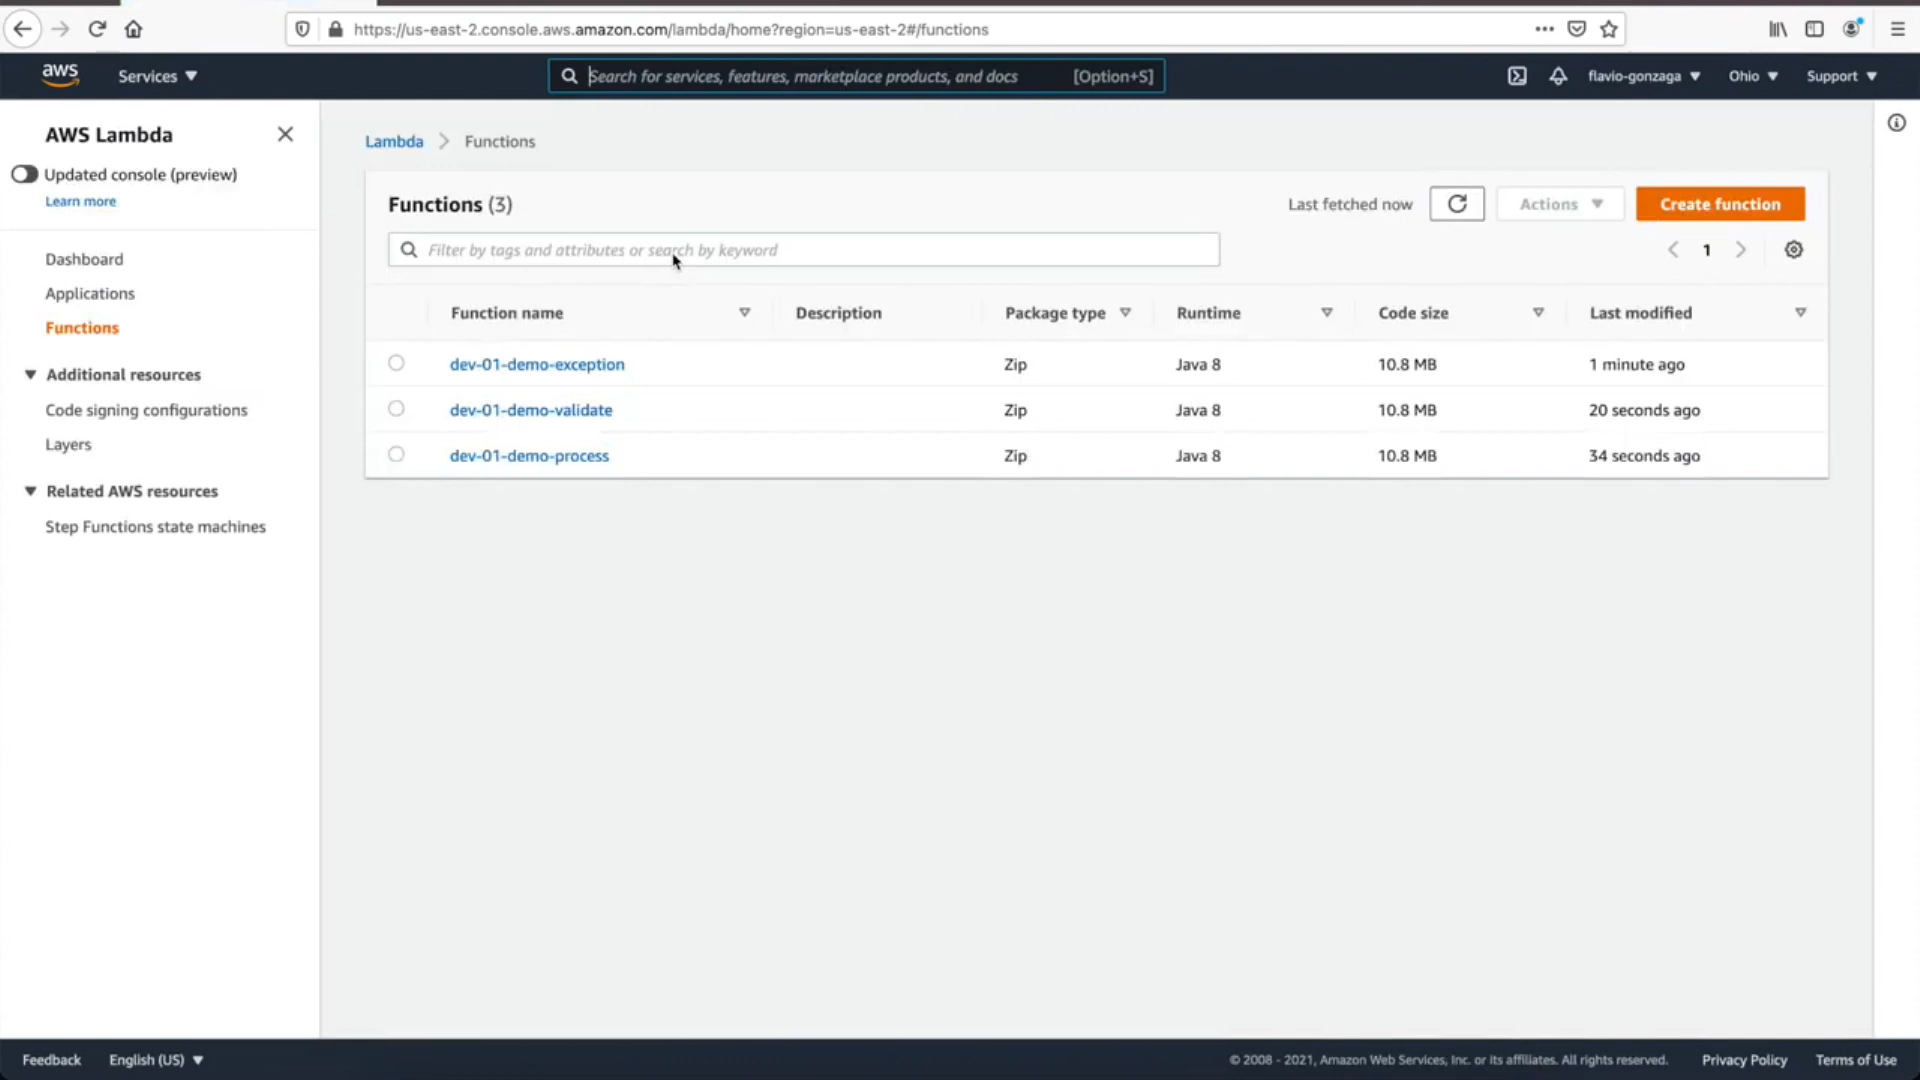 https://us-east-2.console.aws.amazon.com/lambda/home?region=us-east-2#/functions
aws
Services
Search for services, features, marketplace products, and docs [Option+S]
flavio-gonzaga
Ohio
Support
AWS Lambda
Updated console (preview)
Learn more
Dashboard
Applications
Functions
Additional resources
Code signing configurations
Layers
Related AWS resources
Step Functions state machines
Lambda > Functions
Functions (3)
Last fetched now
Actions
Create function
Filter by tags and attributes or search by keyword
1
Function name Description Package type Runtime Code size Last modified
dev-01-demo-exception Zip Java 8 10.8 MB 1 minute ago
dev-01-demo-validate Zip Java 8 10.8 MB 20 seconds ago
dev-01-demo-process Zip Java 8 10.8 MB 34 seconds ago
Feedback English (US) © 2008 - 2021, Amazon Web Services, Inc. or its affiliates. All rights reserved. Privacy Policy Terms of Use